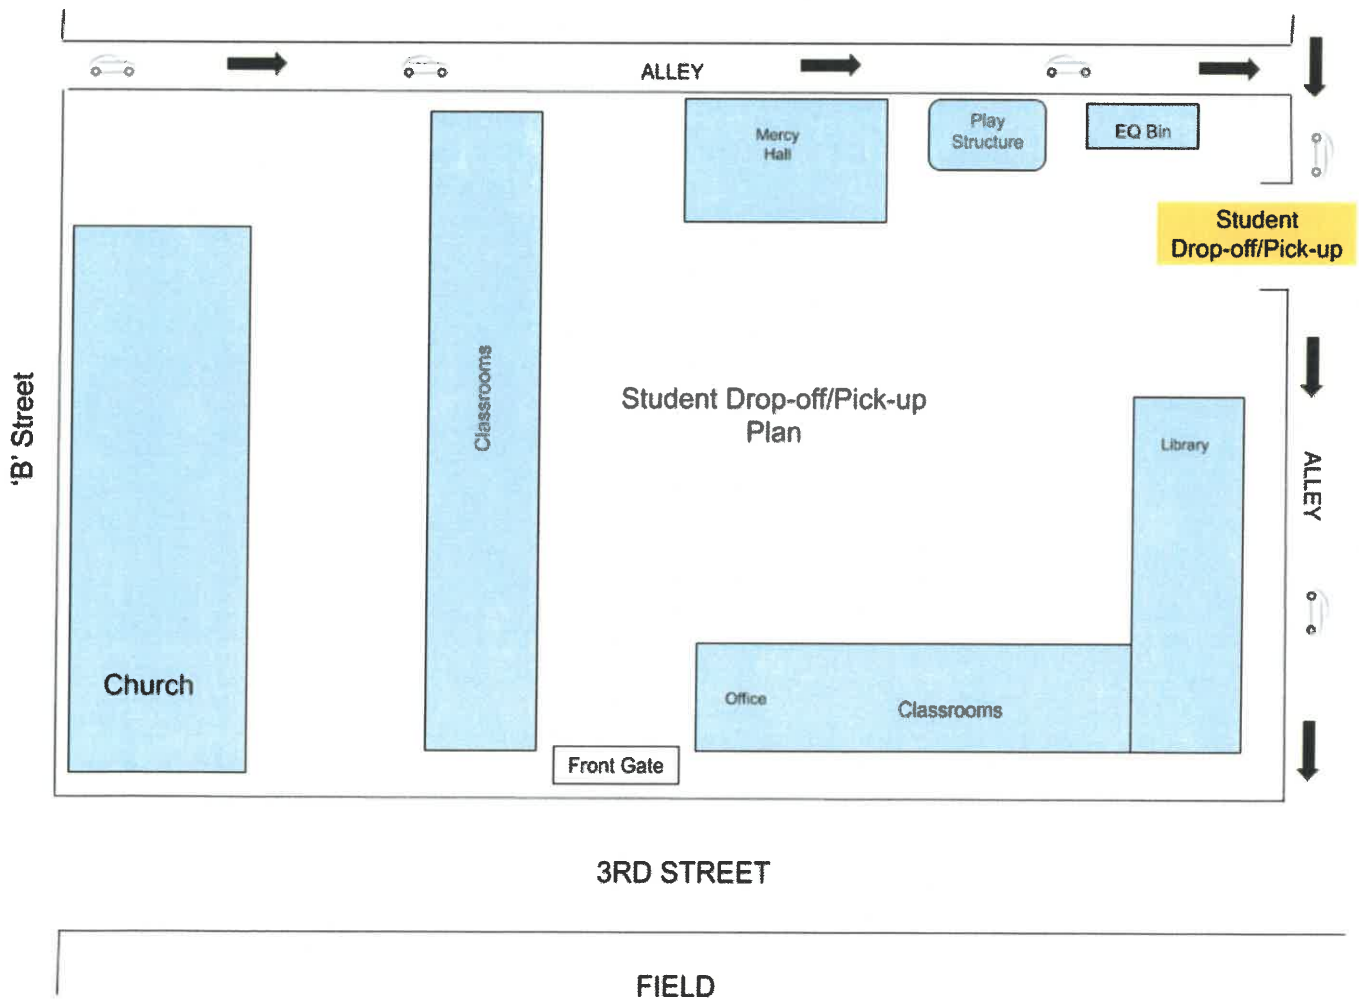 ALLEY
Mercy
Hall
Play
Structure
EQ Bin
Student
Drop-off/Pick-up
'B' Street
Classrooms
Student Drop-off/Pick-up
Plan
Library
ALLEY
Church
Office
Classrooms
Front Gate
3RD STREET
FIELD